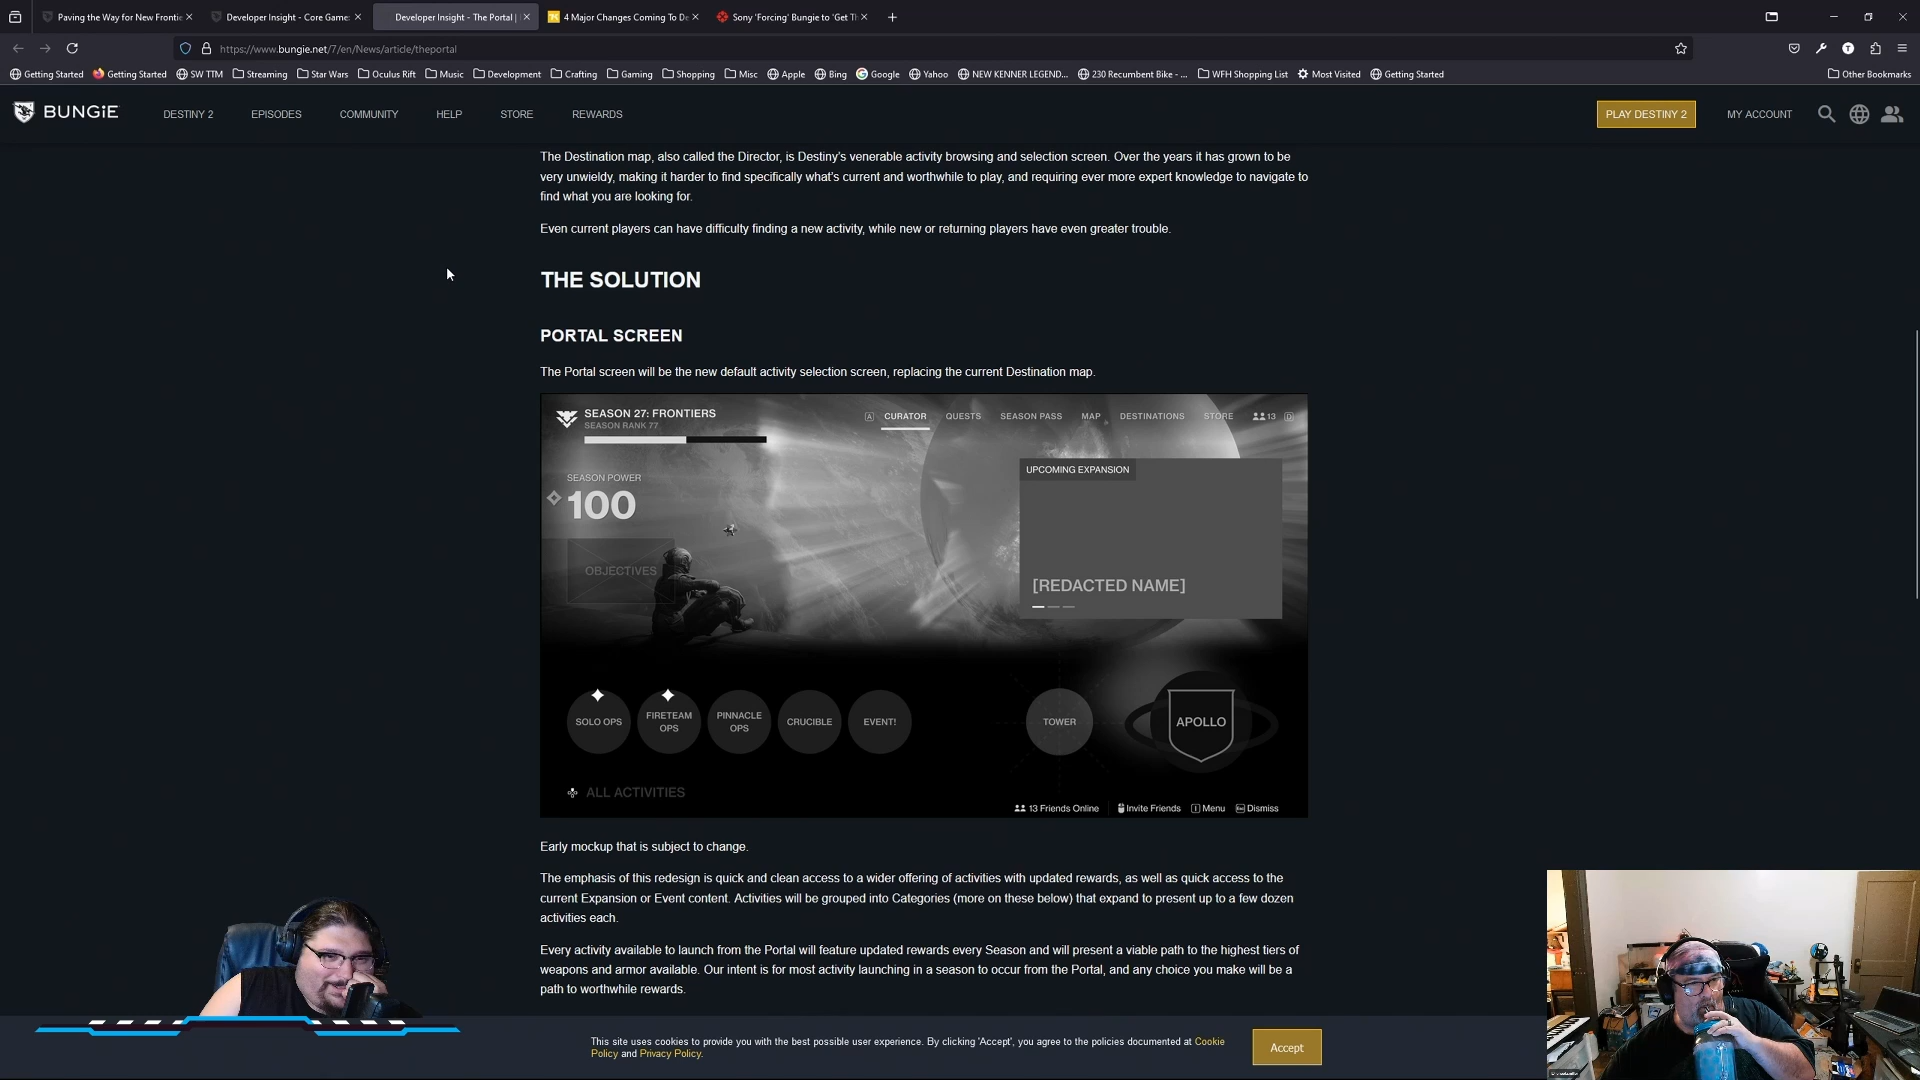 Paving the Way for New Frontie
Developer Insight - Core Game
Developer Insight - The Portal |
4 Major Changes Coming To De
Sony 'Forcing' Bungie to 'Get T
https://www.bungie.net/7/en/News/article/theportal
Getting Started
Getting Started
SW TTM
Streaming
Star Wars
Oculus Rift
Music
Development
Crafting
Gaming
Shopping
Misc
Apple
Bing
Google
Yahoo
NEW KENNER LEGEND...
230 Recumbent Bike - ...
WFH Shopping List
Most Visited
Getting Started
Other Bookmarks
BUNGIE
DESTINY 2
EPISODES
COMMUNITY
HELP
STORE
REWARDS
PLAY DESTINY 2
MY ACCOUNT
The Destination map, also called the Director, is Destiny's venerable activity browsing and selection screen. Over the years it has grown to be
very unwieldy, making it harder to find specifically what's current and worthwhile to play, and requiring ever more expert knowledge to navigate to
find what you are looking for.
Even current players can have difficulty finding a new activity, while new or returning players have even greater trouble.
THE SOLUTION
PORTAL SCREEN
The Portal screen will be the new default activity selection screen, replacing the current Destination map.
SEASON 27: FRONTIERS
SEASON RANK 77
A
CURATOR
QUESTS
SEASON PASS
MAP
DESTINATIONS
STORE
13
D
SEASON POWER
100
OBJECTIVES
UPCOMING EXPANSION
[REDACTED NAME]
SOLO OPS
FIRETEAM
OPS
PINNACLE
OPS
CRUCIBLE
EVENT!
TOWER
APOLLO
ALL ACTIVITIES
13 Friends Online
Invite Friends
Menu
Dismiss
Early mockup that is subject to change.
The emphasis of this redesign is quick and clean access to a wider offering of activities with updated rewards, as well as quick access to the
current Expansion or Event content. Activities will be grouped into Categories (more on these below) that expand to present up to a few dozen
activities each.
Every activity available to launch from the Portal will feature updated rewards every Season and will present a viable path to the highest tiers of
weapons and armor available. Our intent is for most activity launching in a season to occur from the Portal, and any choice you make will be a
path to worthwhile rewards.
This site uses cookies to provide you with the best possible user experience. By clicking 'Accept', you agree to the policies documented at Cookie
Policy and Privacy Policy.
Accept